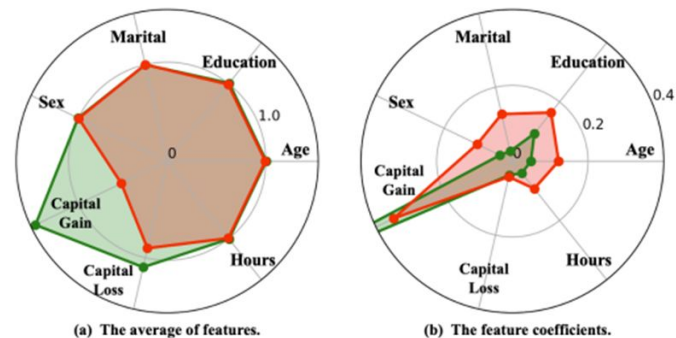 Marital
Education
Sex
1.0
0
Age
Capital
Gain
Capital
Loss
Hours
(a) The average of features.
Marital
Education
0.4
Sex
0.2
0
Age
Capital
Gain
Capital
Loss
Hours
(b) The feature coefficients.